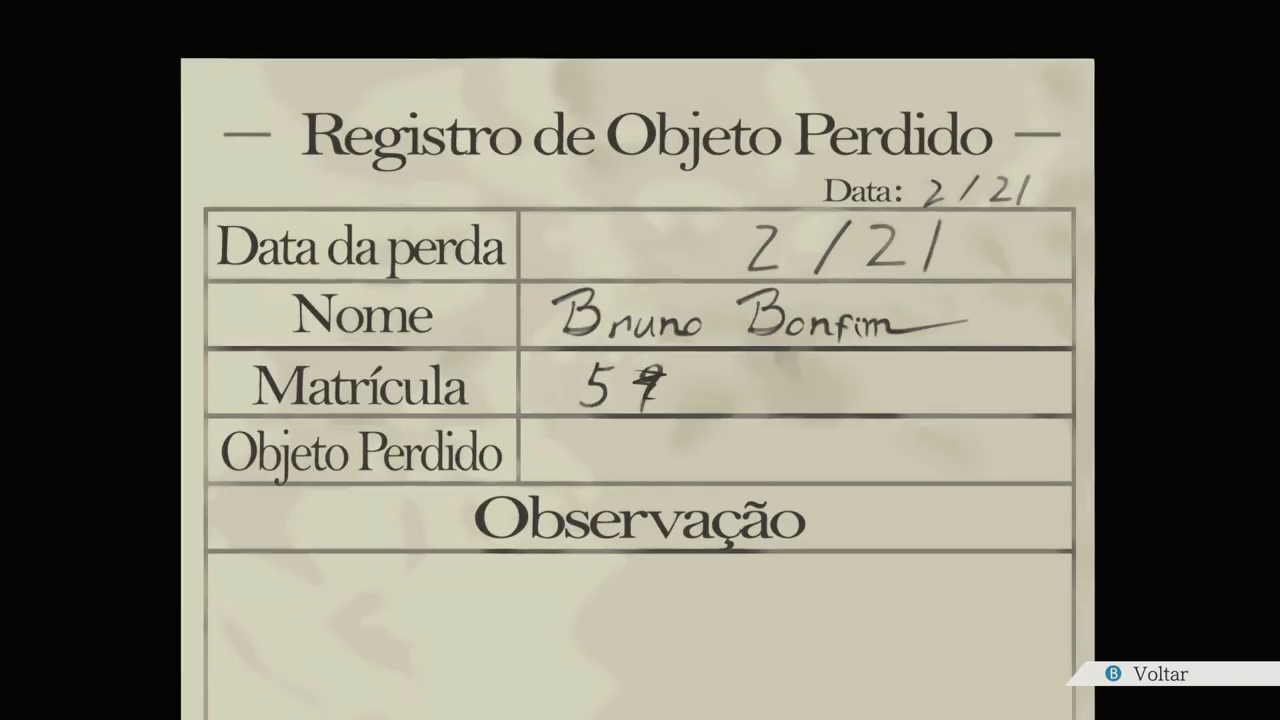 — Registro de Objeto Perdido —
Data: 2/21
Data da perda 2/21
Nome Bruno Bonfim
Matrícula 5
Objeto Perdido
Observação
B Voltar